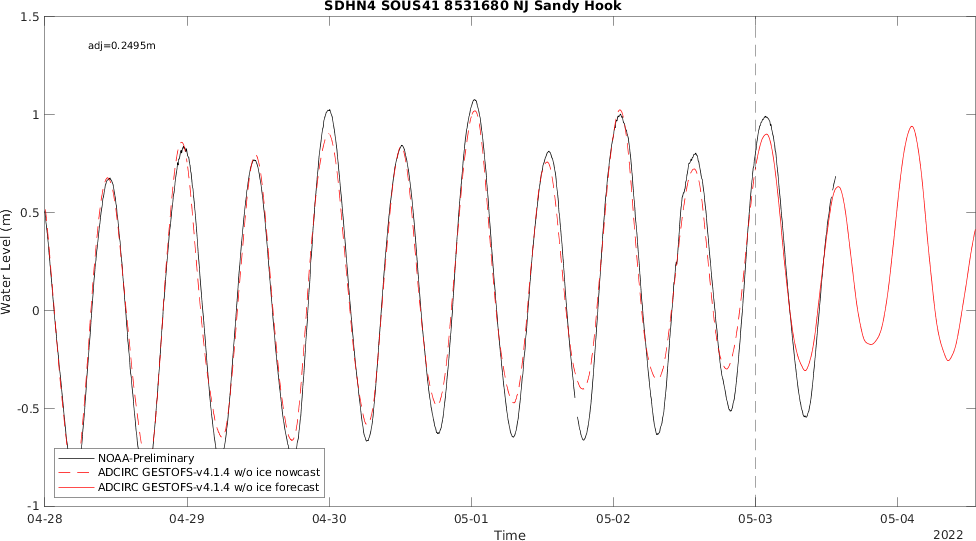 SDHN4 SOUS41 8531680 NJ Sandy Hook
1.5
adj=0.2495m
1
0.5
Water Level (m)
0
-0.5
NOAA-Preliminary
ADCIRC GESTOFS-v4.1.4 w/o ice nowcast
ADCIRC GESTOFS-v4.1.4 w/o ice forecast
-1
04-28 04-29 04-30 05-01 05-02 05-03 05-04
Time
2022